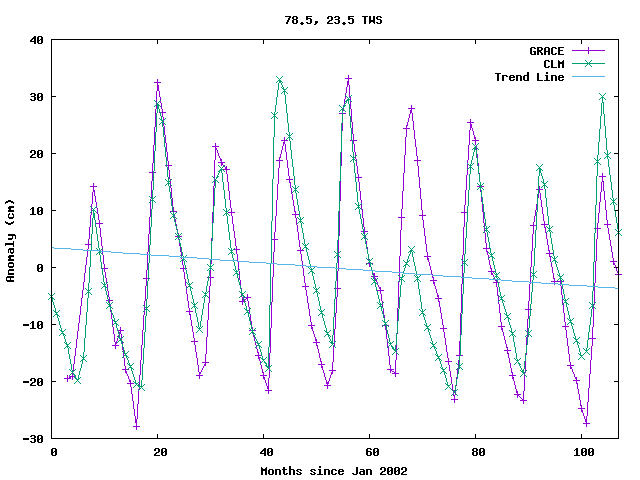 78.5, 23.5 TWS
GRACE
CLM
Trend Line
40
30
20
10
0
-10
-20
-30
Anomaly (cm)
0 20 40 60 80 100
Months since Jan 2002